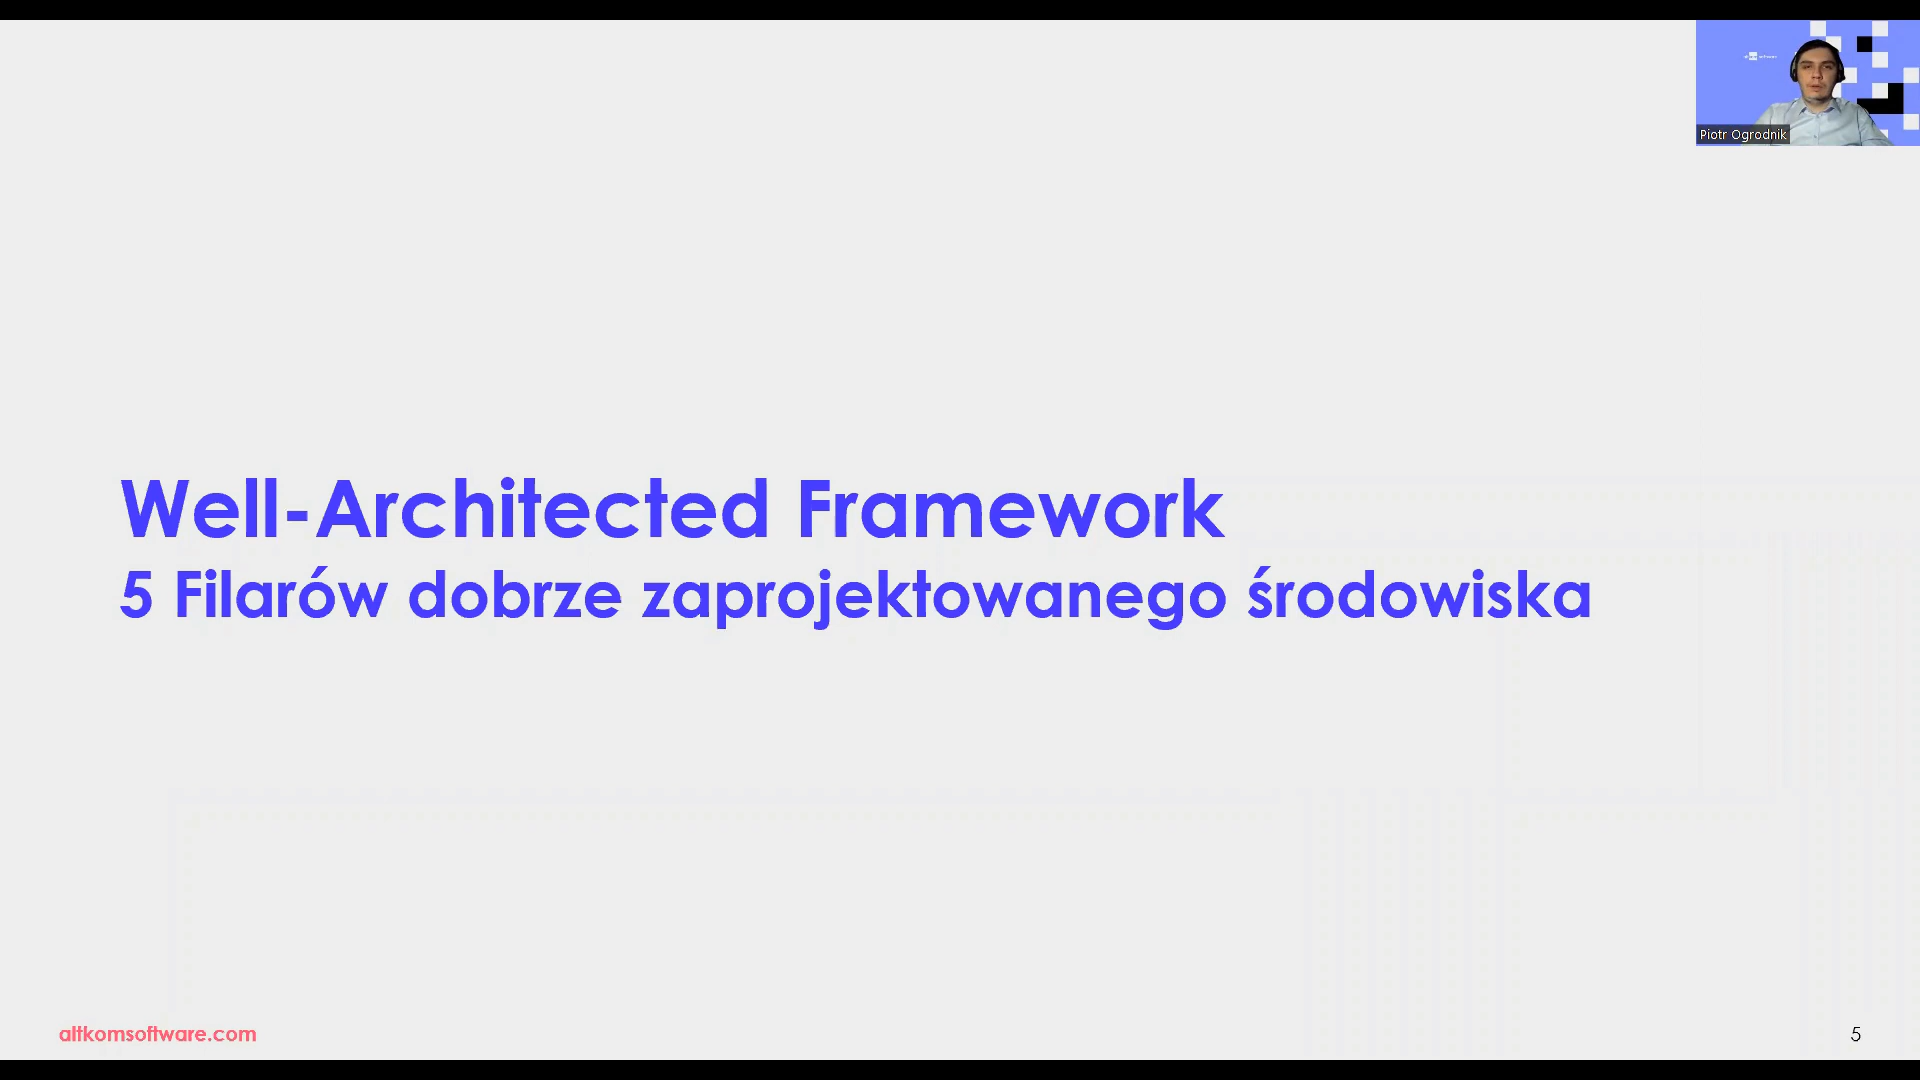 Piotr Ogrodnik
Well-Architected Framework
5 Filarów dobrze zaprojektowanego środowiska
altkomsoftware.com
5